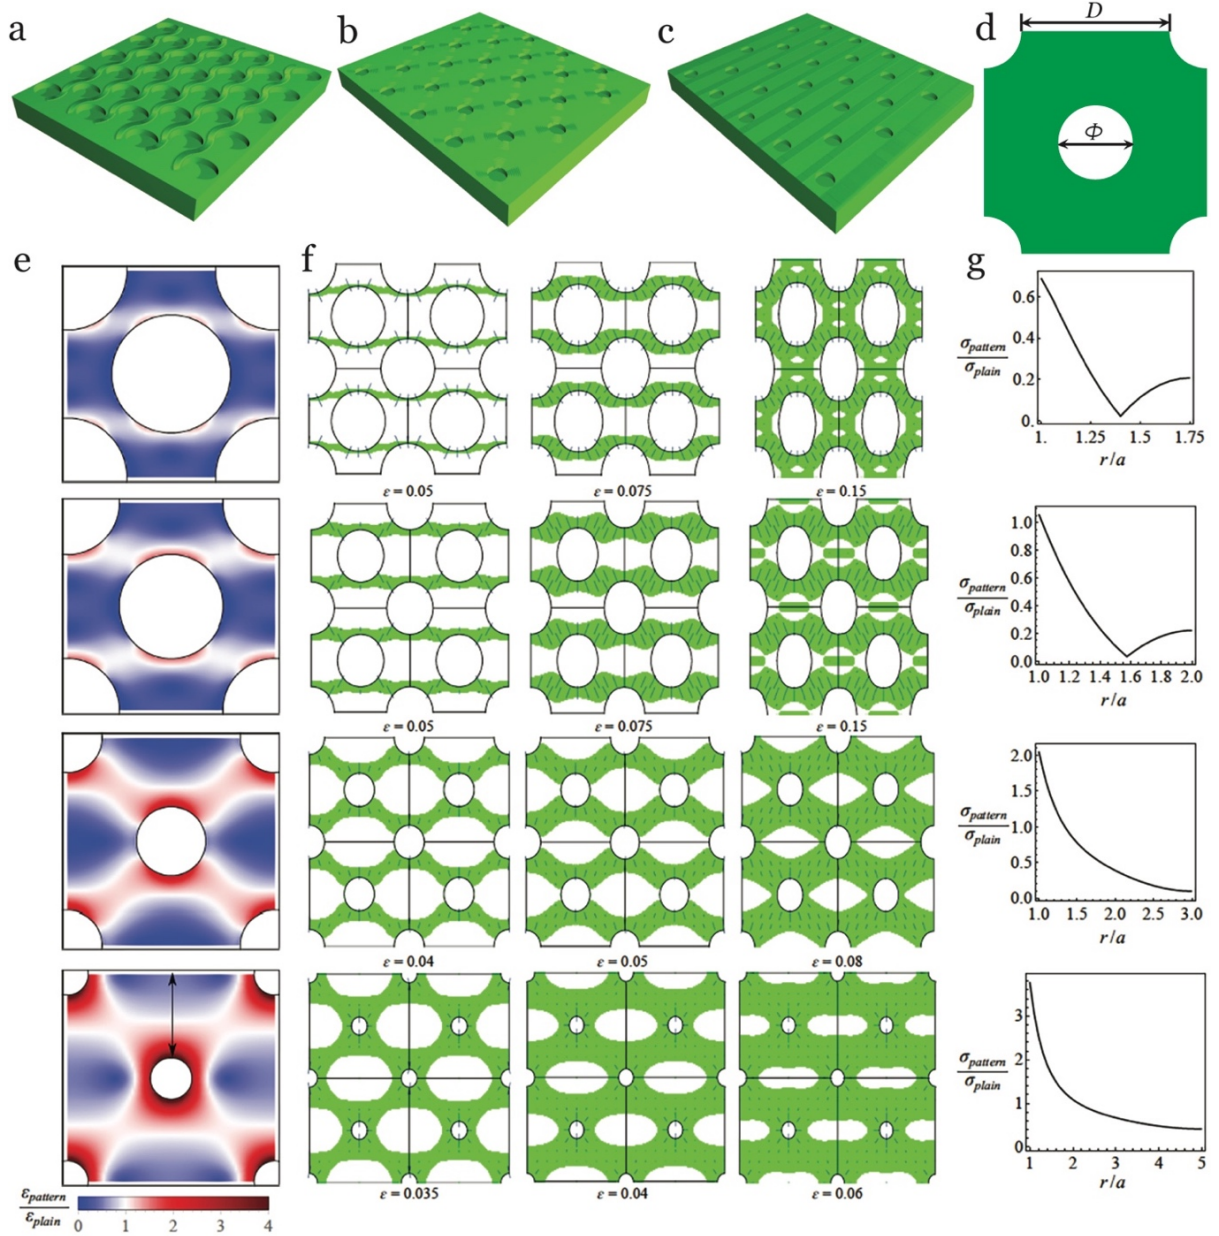 a
b
c
d
D
Φ
e
f
g
ε = 0.05
ε = 0.075
ε = 0.15
σpattern
σplain
0.6
0.4
0.2
0.
1.
1.25
1.5
1.75
r/a
ε = 0.05
ε = 0.075
ε = 0.15
σpattern
σplain
1.0
0.8
0.6
0.4
0.2
0.0
1.0
1.2
1.4
1.6
1.8
2.0
r/a
ε = 0.04
ε = 0.05
ε = 0.08
σpattern
σplain
2.0
1.5
1.0
0.5
0.0
1.0
1.5
2.0
2.5
3.0
r/a
ε = 0.035
ε = 0.04
ε = 0.06
σpattern
σplain
3
2
1
0
1
2
3
4
5
r/a
εpattern
εplain
0
1
2
3
4